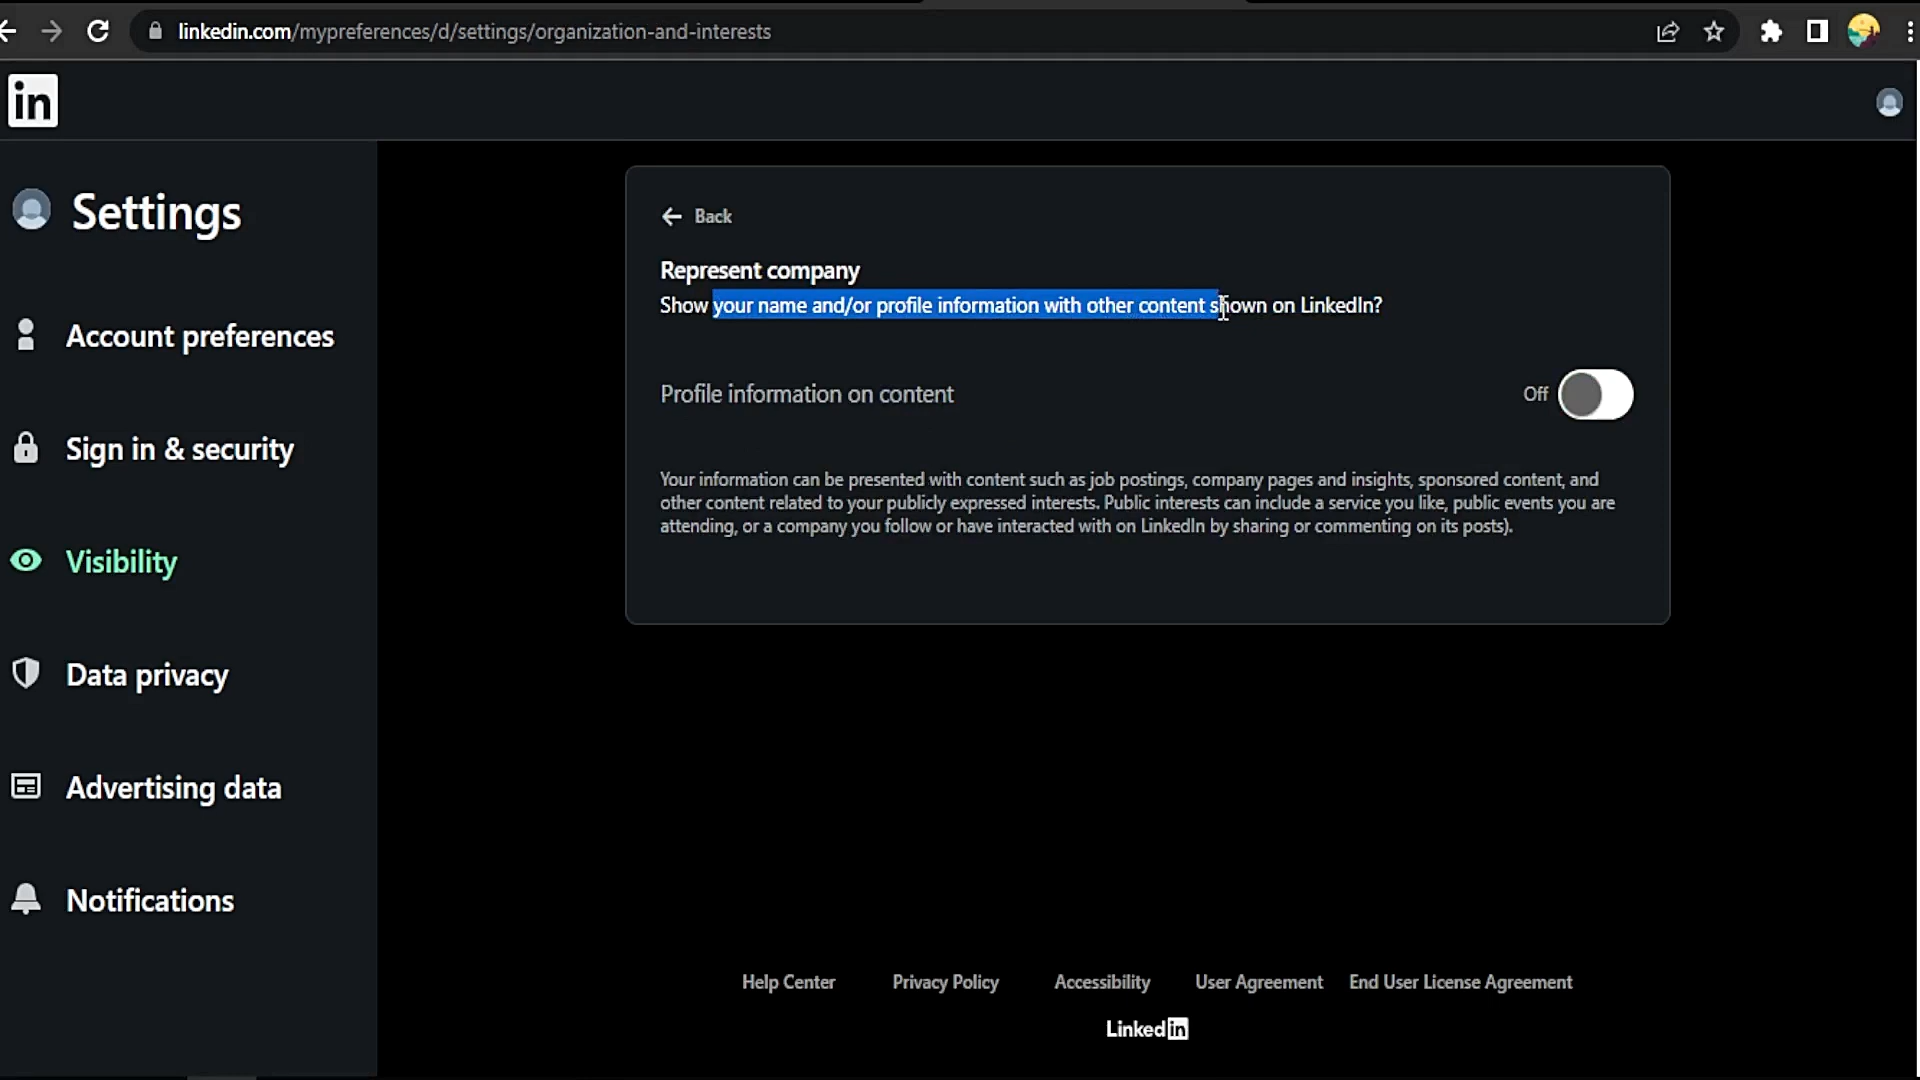 linkedin.com/mypreferences/d/settings/organization-and-interests
in
Settings
Account preferences
Sign in & security
Visibility
Data privacy
Advertising data
Notifications
Back
Represent company
Show your name and/or profile information with other content shown on LinkedIn?
Profile information on content
Off
Your information can be presented with content such as job postings, company pages and insights, sponsored content, and
other content related to your publicly expressed interests. Public interests can include a service you like, public events you are
attending, or a company you follow or have interacted with on LinkedIn by sharing or commenting on its posts).
Help Center Privacy Policy Accessibility User Agreement End User License Agreement
LinkedIn